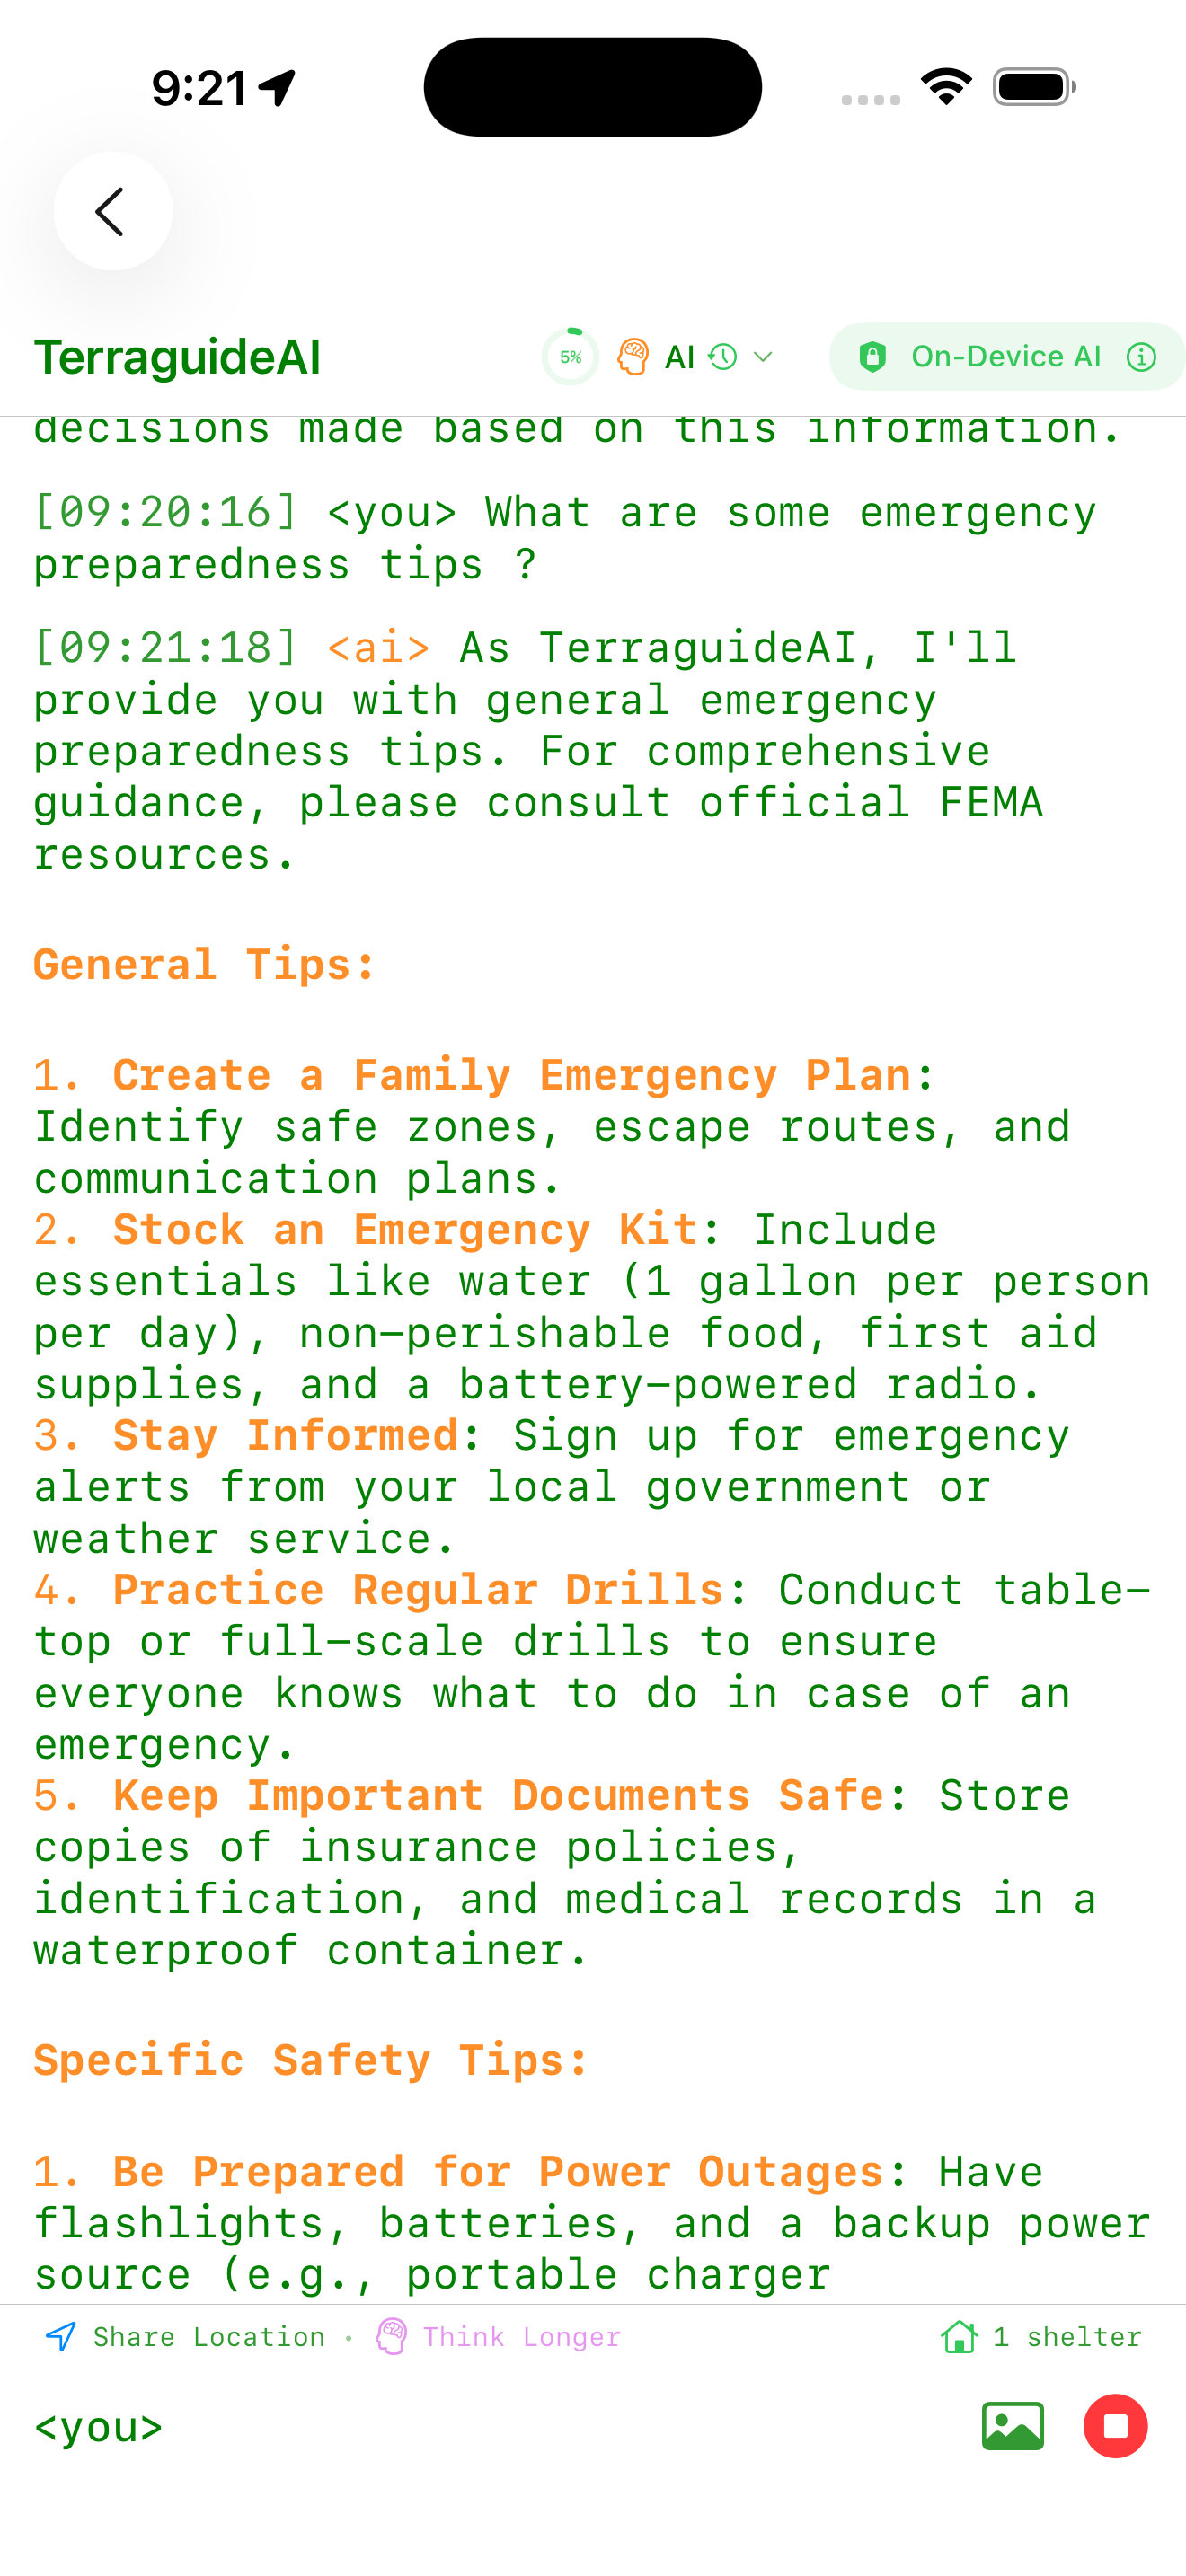 9:21
TerraguideAI 5% AI On-Device AI
decisions made based on this information.
[09:20:16] <you> What are some emergency
preparedness tips ?
[09:21:18] <ai> As TerraguideAI, I'll
provide you with general emergency
preparedness tips. For comprehensive
guidance, please consult official FEMA
resources.
General Tips:
1. Create a Family Emergency Plan:
Identify safe zones, escape routes, and
communication plans.
2. Stock an Emergency Kit: Include
essentials like water (1 gallon per person
per day), non-perishable food, first aid
supplies, and a battery-powered radio.
3. Stay Informed: Sign up for emergency
alerts from your local government or
weather service.
4. Practice Regular Drills: Conduct table-
top or full-scale drills to ensure
everyone knows what to do in case of an
emergency.
5. Keep Important Documents Safe: Store
copies of insurance policies,
identification, and medical records in a
waterproof container.
Specific Safety Tips:
1. Be Prepared for Power Outages: Have
flashlights, batteries, and a backup power
source (e.g., portable charger
Share Location · Think Longer 1 shelter
<you>